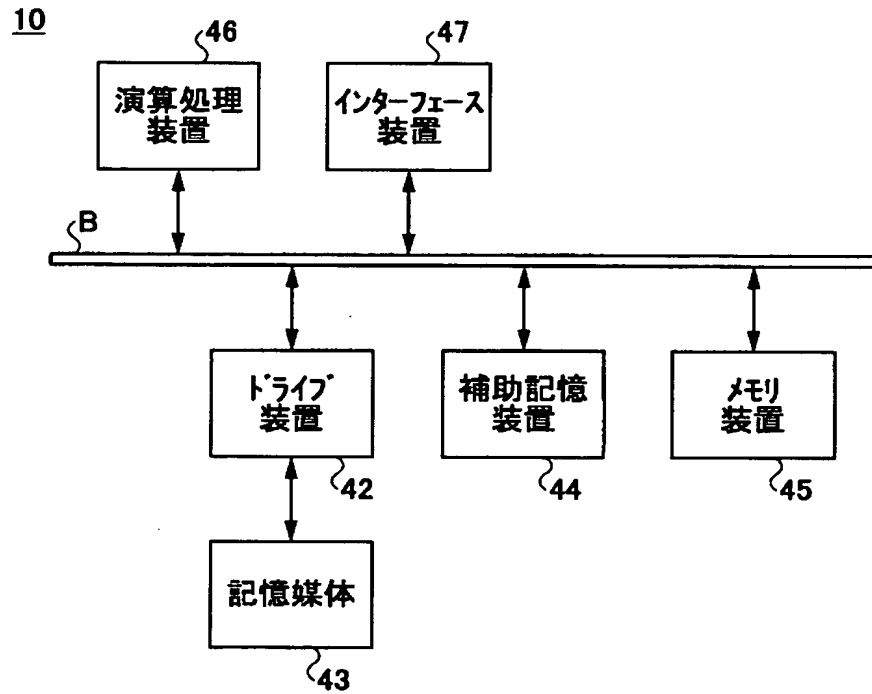 10
46
47
演算処理
装置
インターフェース
装置
B
ドライブ
装置
補助記憶
装置
メモリ
装置
42
44
45
記憶媒体
43